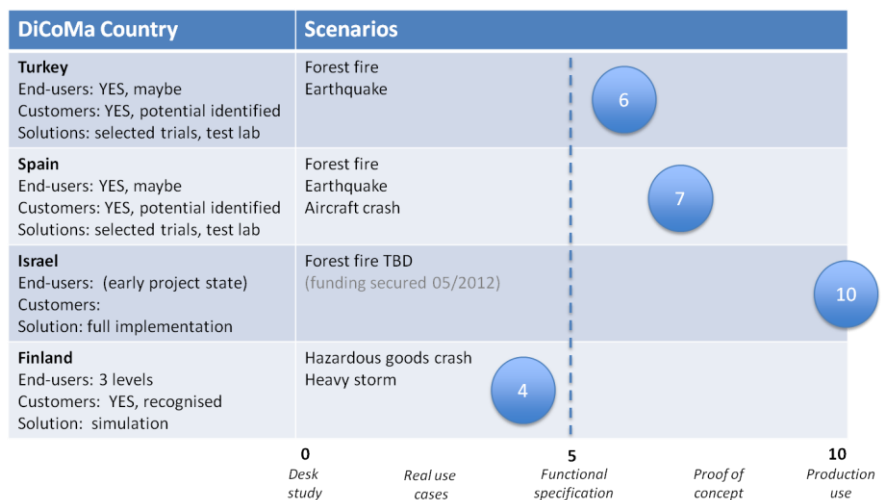 DiCoMa Country Scenarios
Turkey
End-users: YES, maybe
Customers: YES, potential identified
Solutions: selected trials, test lab
Forest fire
Earthquake
6
Spain
End-users: YES, maybe
Customers: YES, potential identified
Solutions: selected trials, test lab
Forest fire
Earthquake
Aircraft crash
7
Israel
End-users:  (early project state)
Customers:
Solution: full implementation
Forest fire TBD
(funding secured 05/2012)
10
Finland
End-users: 3 levels
Customers:  YES, recognised
Solution:  simulation
Hazardous goods crash
Heavy storm
4
0 5 10
Desk study
Real use cases
Functional specification
Proof of concept
Production use